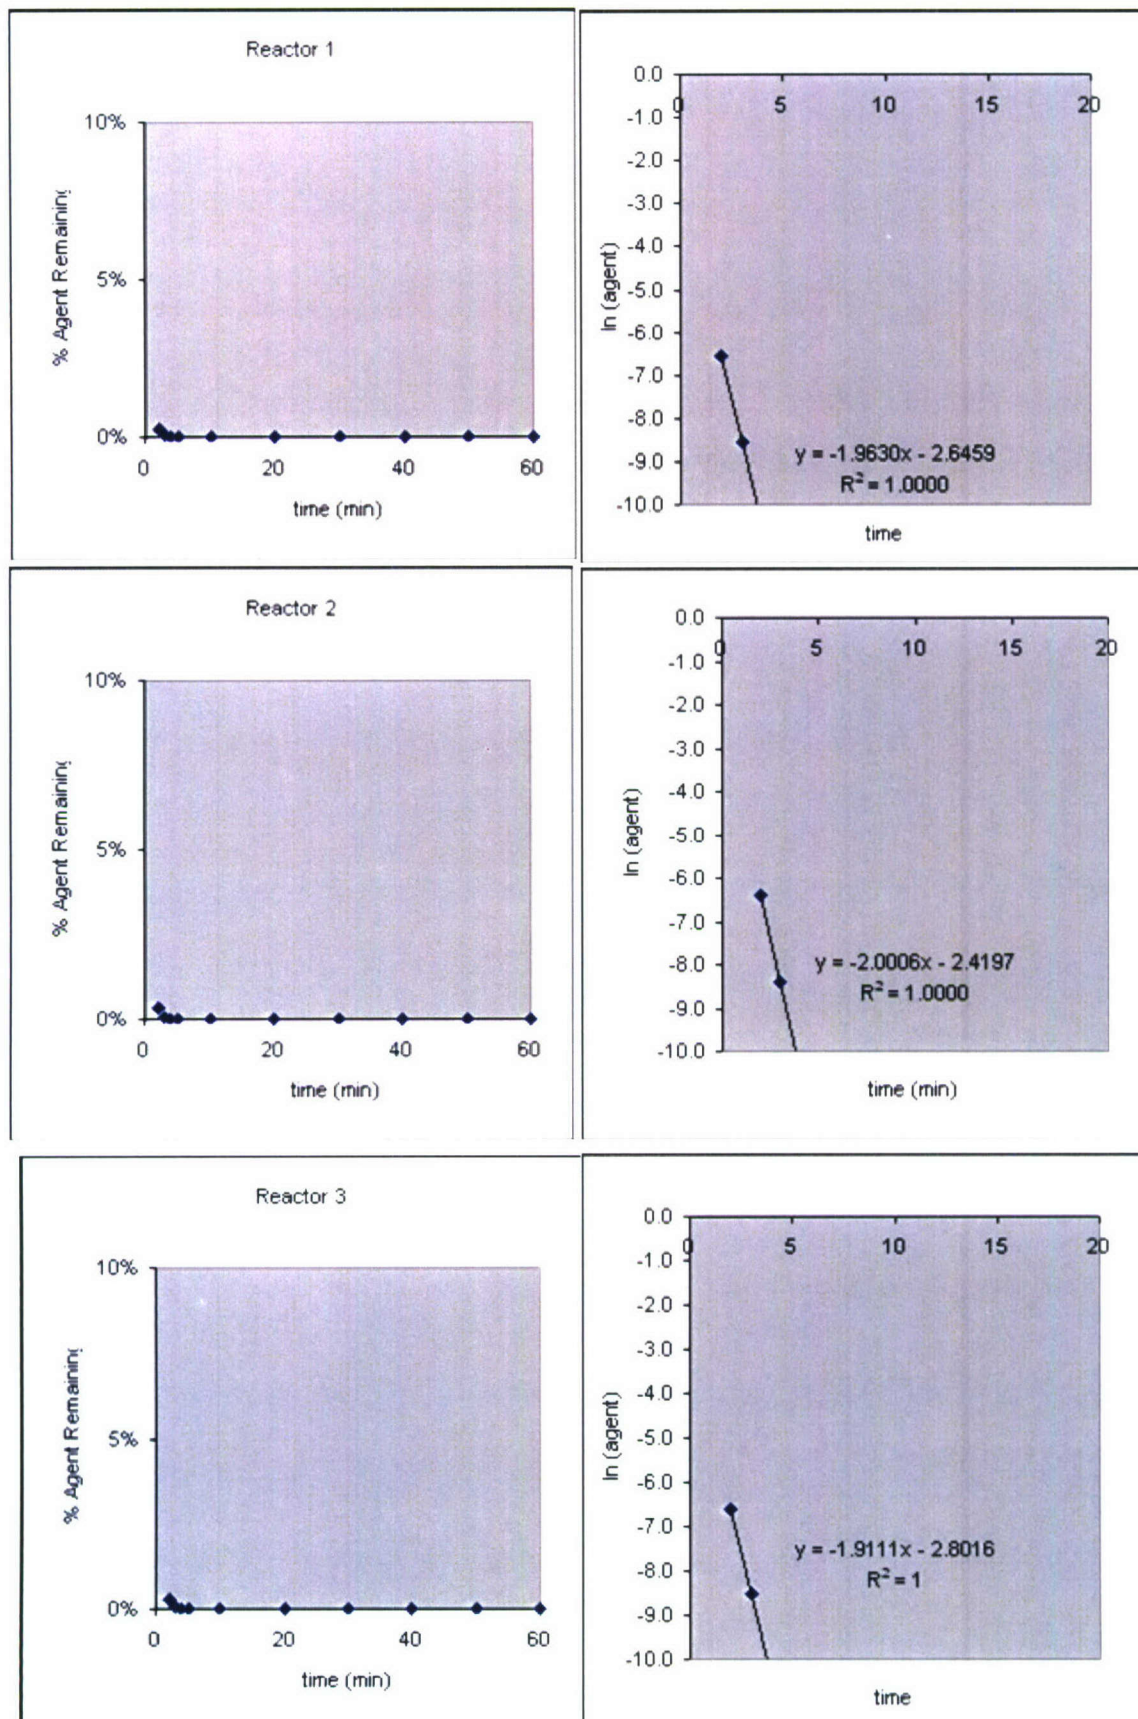 Reactor 1
10%
5%
0%
0 20 40 60
% Agent Remaining
time (min)
0.0
-1.0
-2.0
-3.0
-4.0
-5.0
-6.0
-7.0
-8.0
-9.0
-10.0
0 5 10 15 20
ln (agent)
y = -1.9630x - 2.6459
R² = 1.0000
time
Reactor 2
10%
5%
0%
0 20 40 60
% Agent Remaining
time (min)
0.0
-1.0
-2.0
-3.0
-4.0
-5.0
-6.0
-7.0
-8.0
-9.0
-10.0
0 5 10 15 20
ln (agent)
y = -2.0006x - 2.4197
R² = 1.0000
time (min)
Reactor 3
10%
5%
0%
0 20 40 60
% Agent Remaining
time (min)
0.0
-1.0
-2.0
-3.0
-4.0
-5.0
-6.0
-7.0
-8.0
-9.0
-10.0
0 5 10 15 20
ln (agent)
y = -1.9111x - 2.8016
R² = 1
time